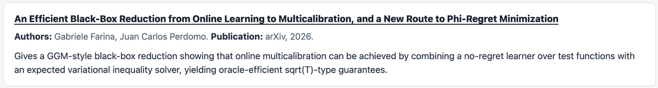 An Efficient Black-Box Reduction from Online Learning to Multicalibration, and a New Route to Phi-Regret Minimization
Authors: Gabriele Farina, Juan Carlos Perdomo. Publication: arXiv, 2026.
Gives a GGM-style black-box reduction showing that online multicalibration can be achieved by combining a no-regret learner over test functions with
an expected variational inequality solver, yielding oracle-efficient sqrt(T)-type guarantees.